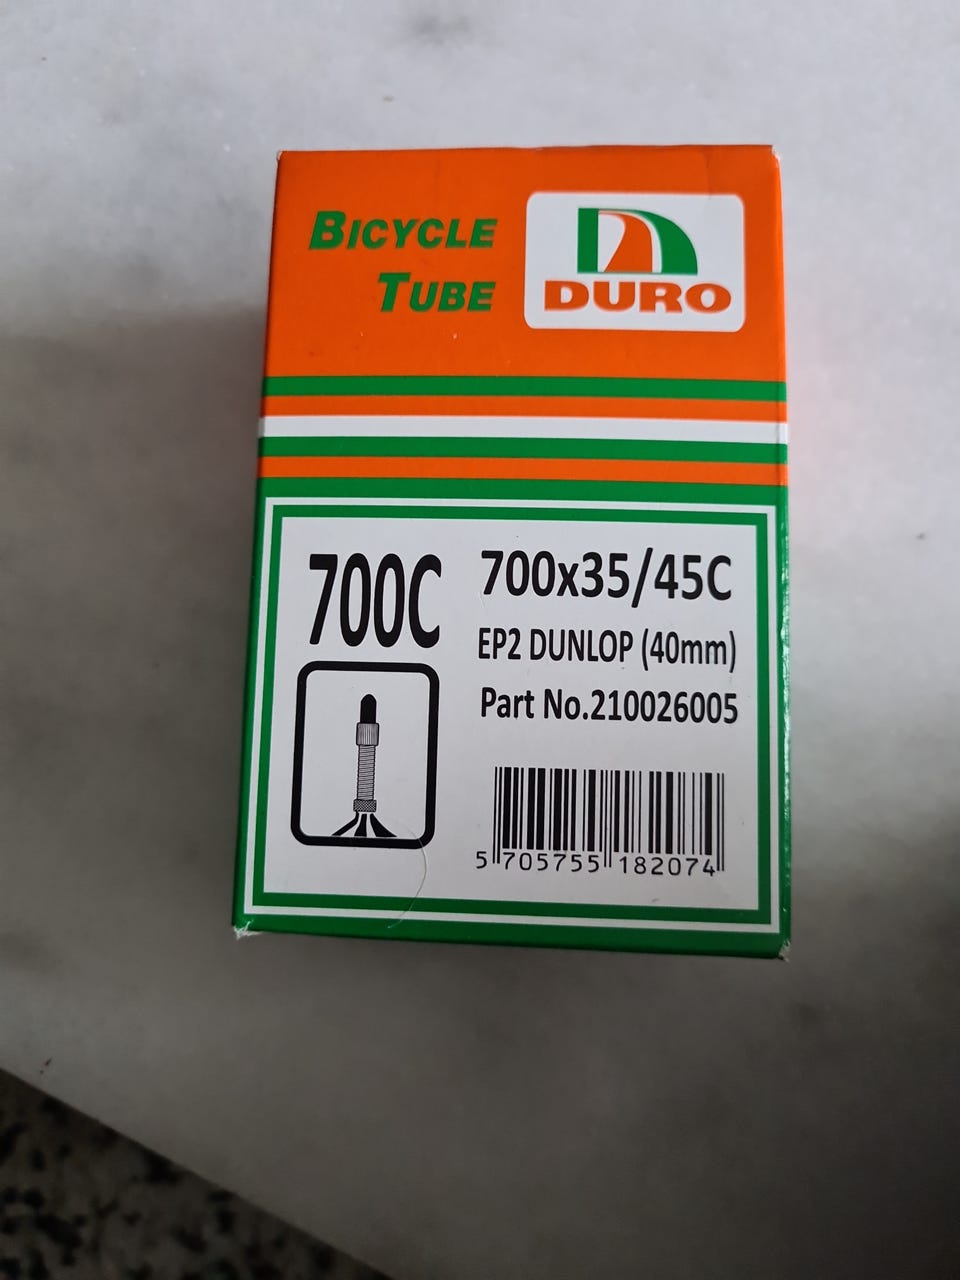 BICYCLE
TUBE
DURO
700C
700x35/45C
EP2 DUNLOP (40mm)
Part No.210026005
5 705755 182074